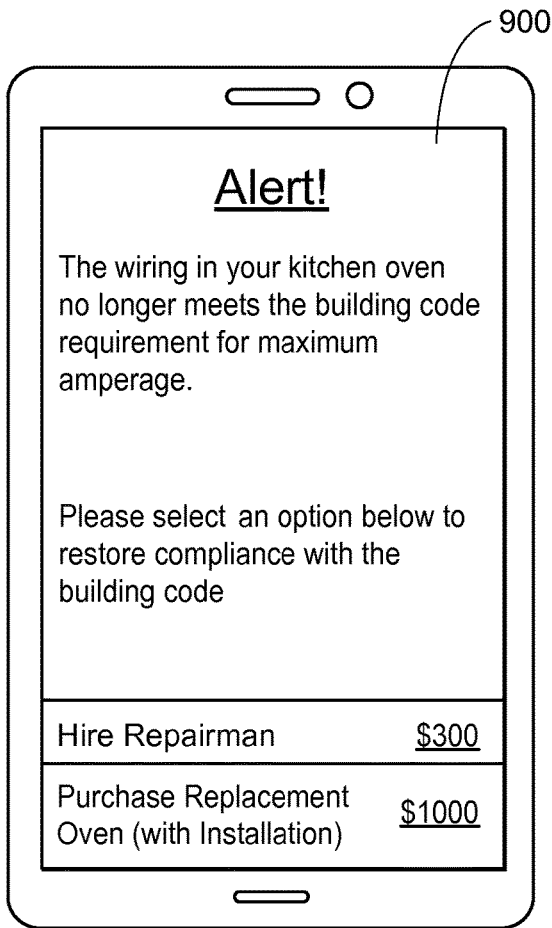 900
Alert!
The wiring in your kitchen oven
no longer meets the building code
requirement for maximum
amperage.
Please select an option below to
restore compliance with the
building code
Hire Repairman $300
Purchase Replacement
Oven (with Installation) $1000